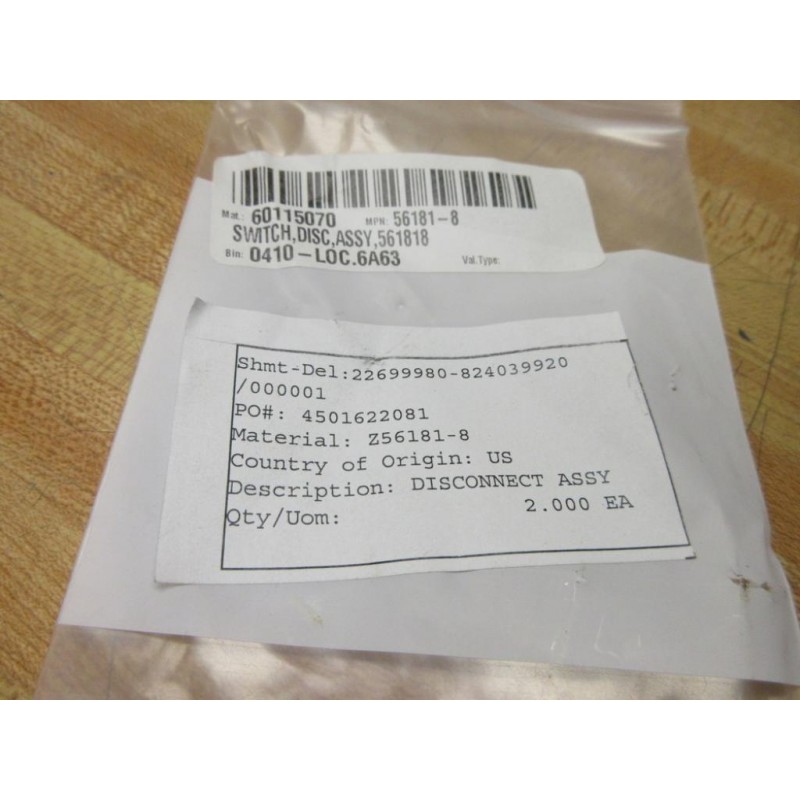 Mat.: 60115070 MPN: 56181-8
SWITCH,DISC,ASSY,561818
Bin: 0410-LOC.6A63 Val.Type:
Shmt-Del:22699980-824039920
/000001
PO#: 4501622081
Material: Z56181-8
Country of Origin: US
Description: DISCONNECT ASSY
Qty/Uom: 2.000 EA